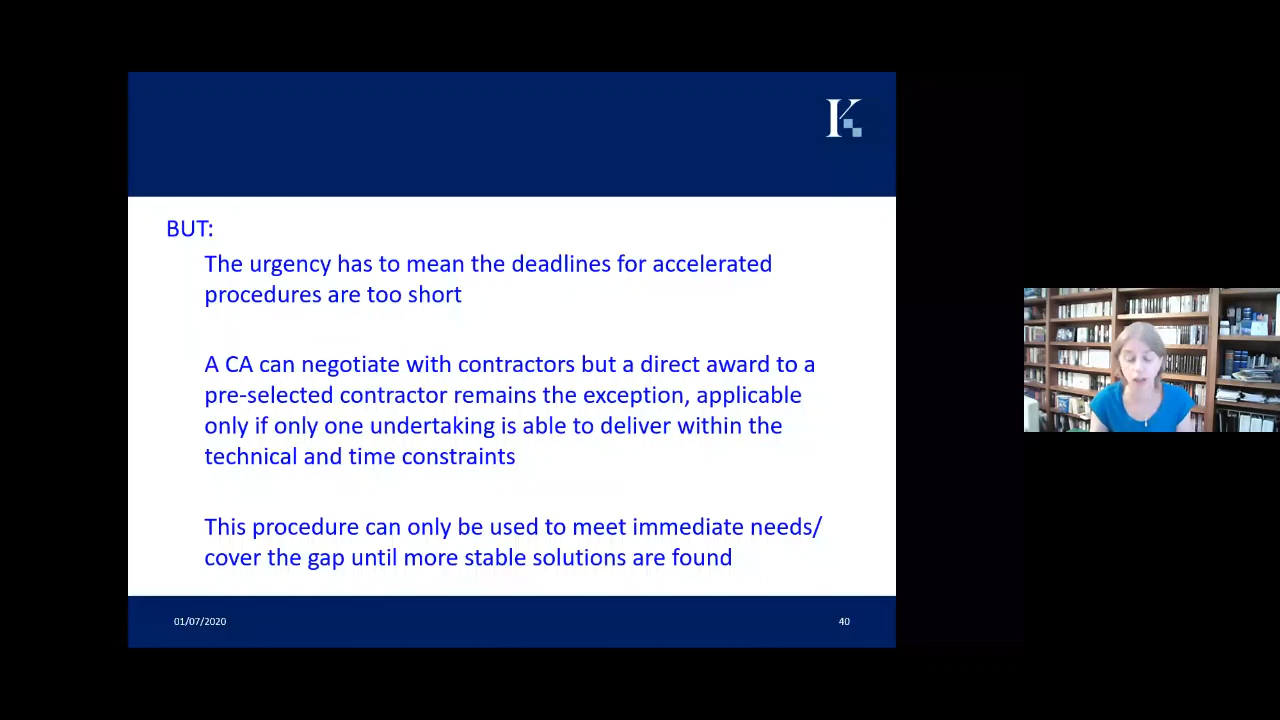 K
BUT:
The urgency has to mean the deadlines for accelerated
procedures are too short
A CA can negotiate with contractors but a direct award to a
pre-selected contractor remains the exception, applicable
only if only one undertaking is able to deliver within the
technical and time constraints
This procedure can only be used to meet immediate needs/
cover the gap until more stable solutions are found
01/07/2020
40